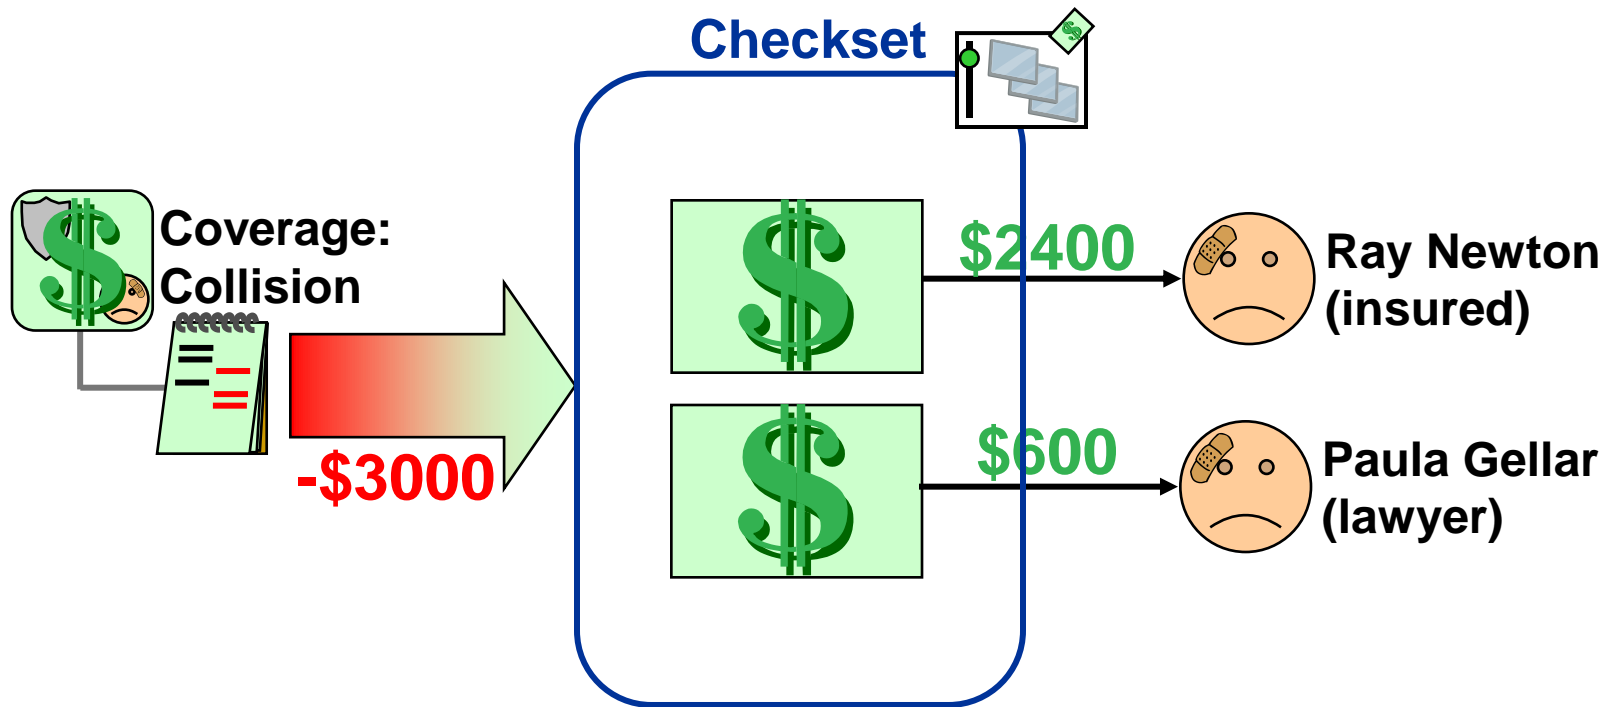 Checkset
Coverage:
Collision
-$3000
$2400
Ray Newton
(insured)
$600
Paula Gellar
(lawyer)